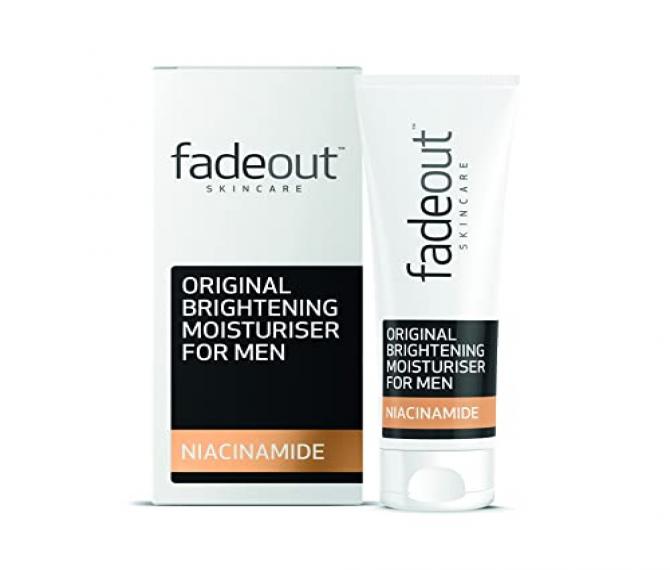 fadeout™
SKINCARE
ORIGINAL
BRIGHTENING
MOISTURISER
FOR MEN
NIACINAMIDE
fadeout™
SKINCARE
ORIGINAL
BRIGHTENING
MOISTURISER
FOR MEN
NIACINAMIDE